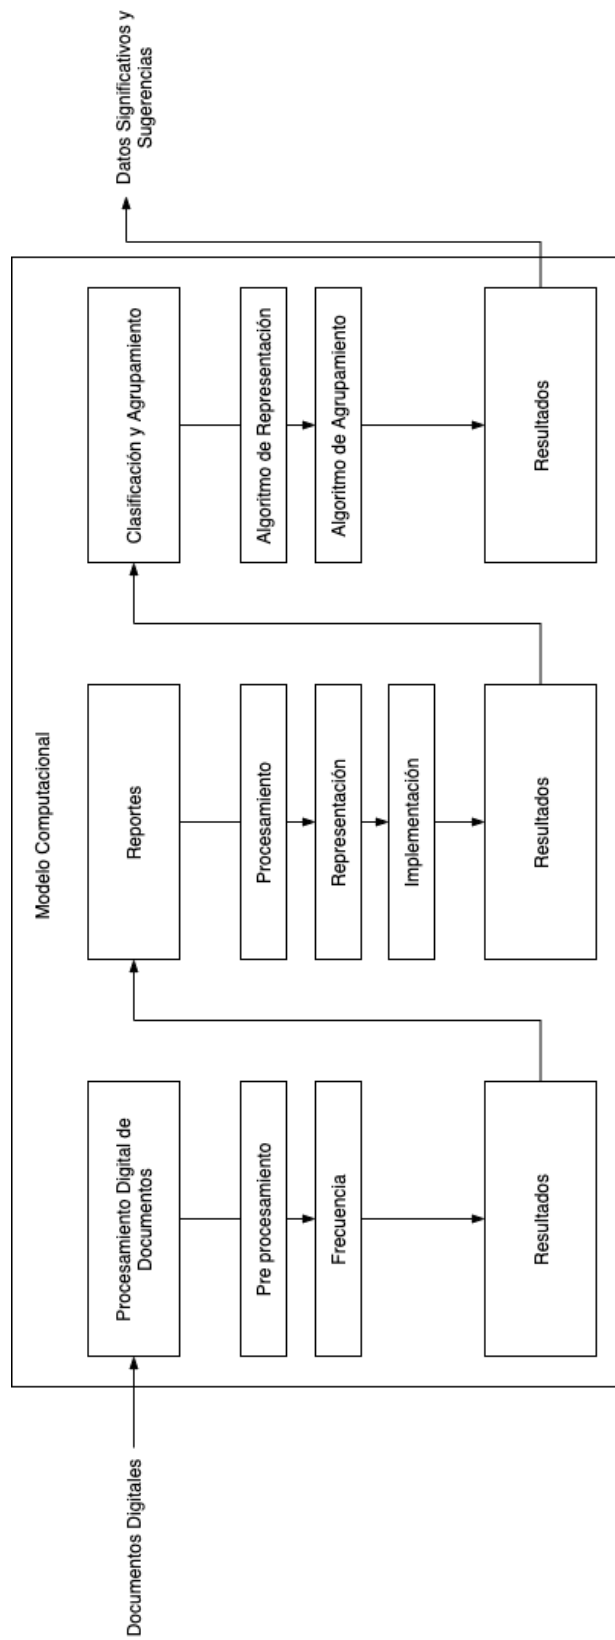 Modelo Computacional
Documentos Digitales
Procesamiento Digital de
Documentos
Pre procesamiento
Frecuencia
Resultados
Reportes
Procesamiento
Representación
Implementación
Resultados
Clasificación y Agrupamiento
Algoritmo de Representación
Algoritmo de Agrupamiento
Resultados
Datos Significativos y
Sugerencias